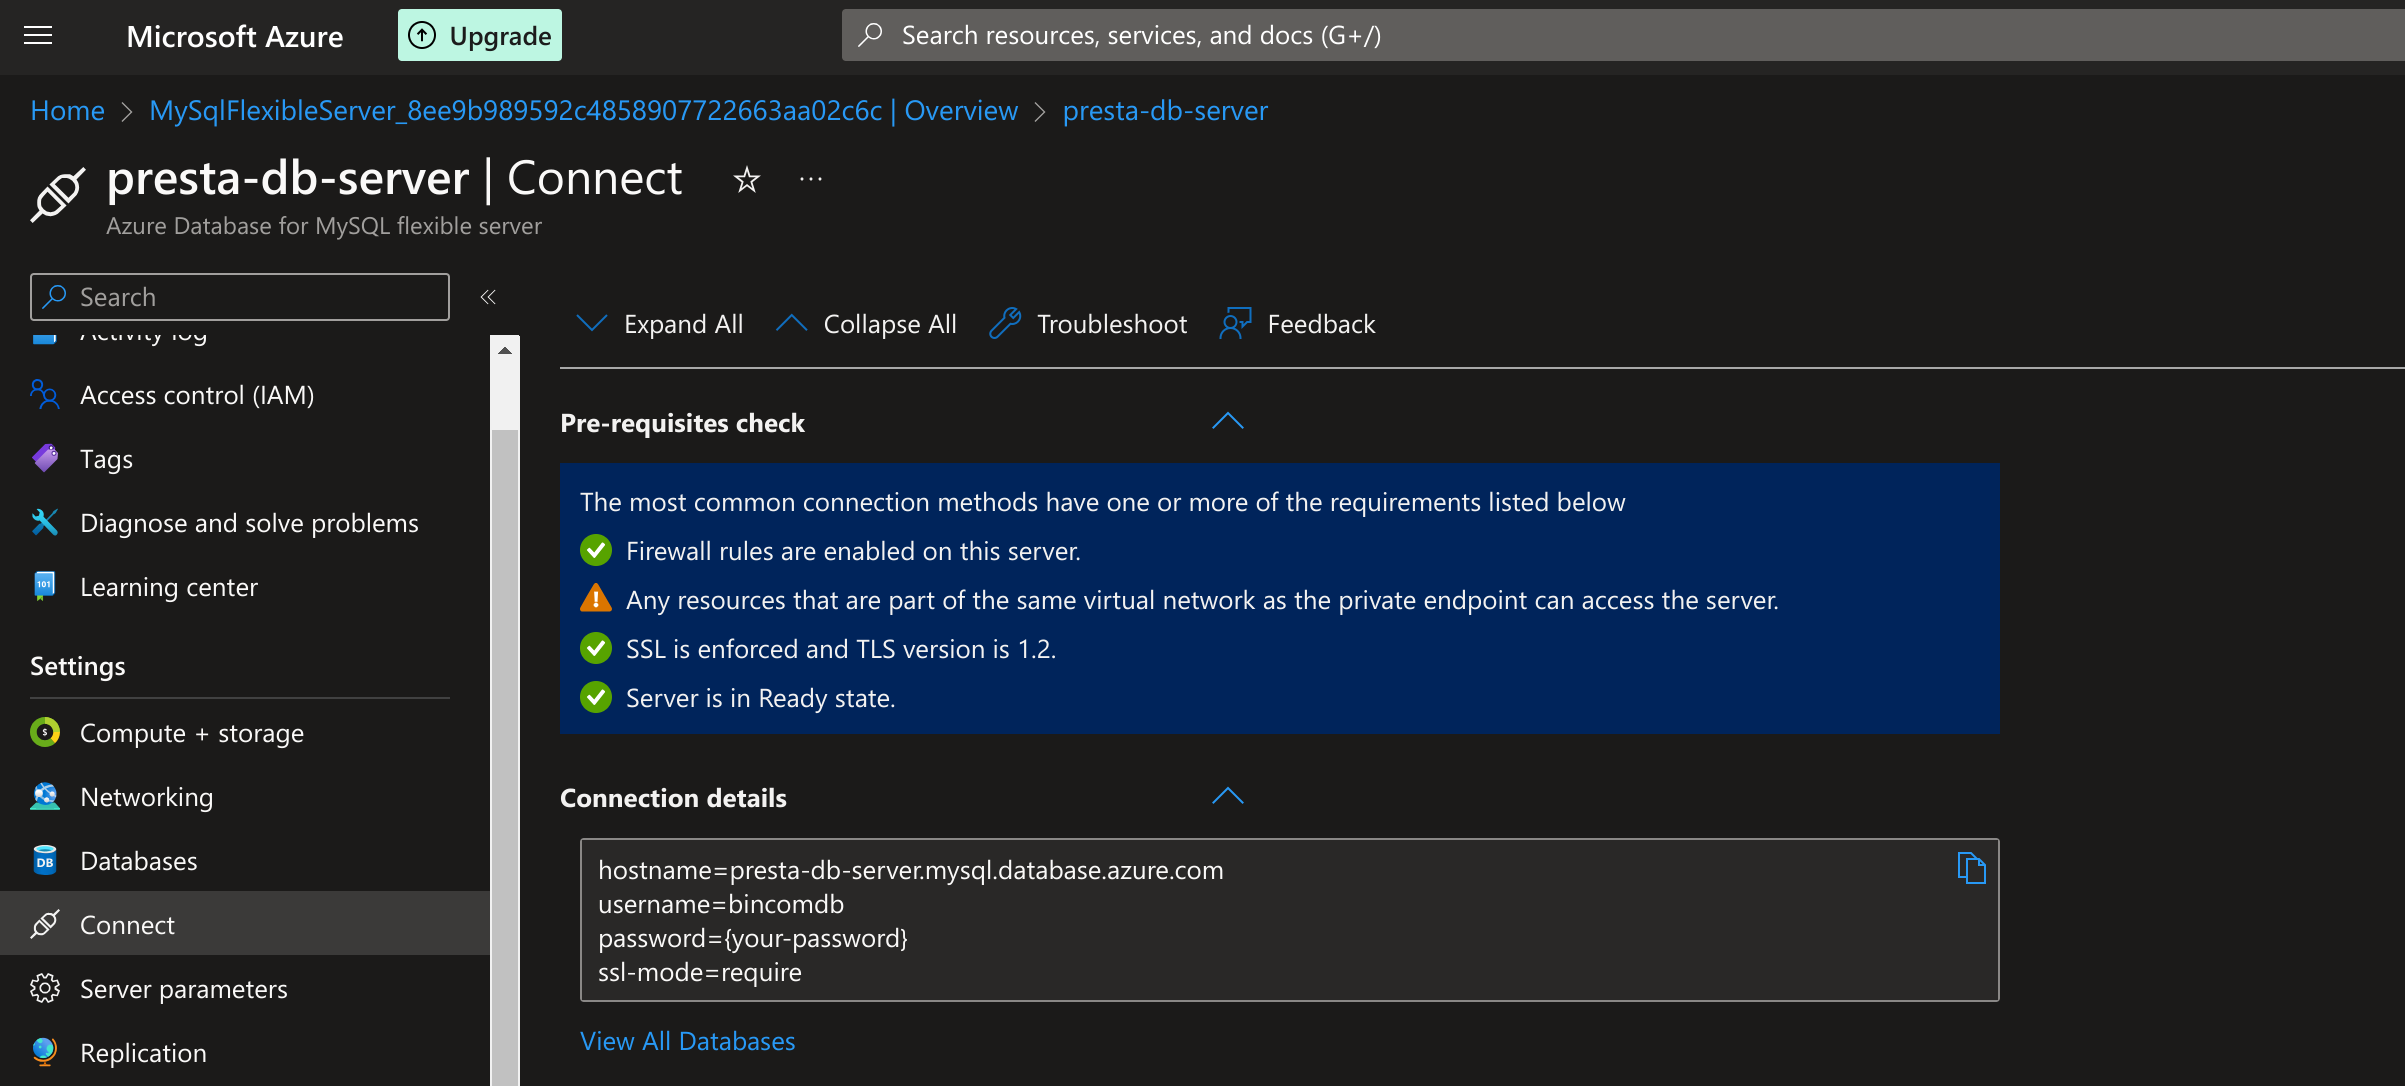 Microsoft Azure
Upgrade
Search resources, services, and docs (G+/)
Home > MySqlFlexibleServer_8ee9b989592c4858907722663aa02c6c | Overview > presta-db-server
presta-db-server | Connect
Azure Database for MySQL flexible server
Search
Activity log
Access control (IAM)
Tags
Diagnose and solve problems
101
Learning center
Settings
$
Compute + storage
Networking
DB
Databases
Connect
Server parameters
Replication
Expand All
Collapse All
Troubleshoot
Feedback
Pre-requisites check
The most common connection methods have one or more of the requirements listed below
Firewall rules are enabled on this server.
Any resources that are part of the same virtual network as the private endpoint can access the server.
SSL is enforced and TLS version is 1.2.
Server is in Ready state.
Connection details
hostname=presta-db-server.mysql.database.azure.com
username=bincomdb
password={your-password}
ssl-mode=require
View All Databases